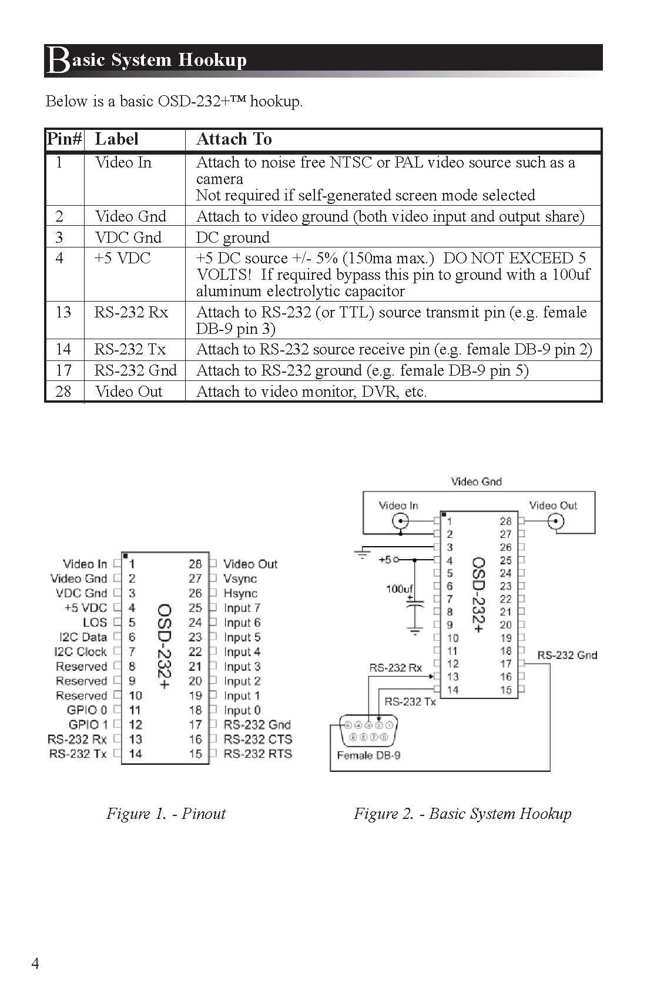 Basic System Hookup
Below is a basic OSD-232+™ hookup.
Pin# Label Attach To
1 Video In Attach to noise free NTSC or PAL video source such as a
camera
Not required if self-generated screen mode selected
2 Video Gnd Attach to video ground (both video input and output share)
3 VDC Gnd DC ground
4 +5 VDC +5 DC source +/- 5% (150ma max.) DO NOT EXCEED 5
VOLTS! If required bypass this pin to ground with a 100uf
aluminum electrolytic capacitor
13 RS-232 Rx Attach to RS-232 (or TTL) source transmit pin (e.g. female
DB-9 pin 3)
14 RS-232 Tx Attach to RS-232 source receive pin (e.g. female DB-9 pin 2)
17 RS-232 Gnd Attach to RS-232 ground (e.g. female DB-9 pin 5)
28 Video Out Attach to video monitor, DVR, etc.
Video In 1 28 Video Out
Video Gnd 2 27 Vsync
VDC Gnd 3 26 Hsync
+5 VDC 4 25 Input 7
LOS 5 24 Input 6
I2C Data 6 23 Input 5
I2C Clock 7 22 Input 4
Reserved 8 21 Input 3
Reserved 9 20 Input 2
Reserved 10 19 Input 1
GPIO 0 11 18 Input 0
GPIO 1 12 17 RS-232 Gnd
RS-232 Rx 13 16 RS-232 CTS
RS-232 Tx 14 15 RS-232 RTS
OSD-232+
Figure 1. - Pinout
Video Gnd
Video In Video Out
1 28
2 27
3 26
+5 4 25
5 24
100uf 6 23
+ 7 22
8 21
9 20
10 19
11 18 RS-232 Gnd
RS-232 Rx 12 17
13 16
14 15
OSD-232+
RS-232 Tx
5 4 3 2 1
9 8 7 6
Female DB-9
Figure 2. - Basic System Hookup
4